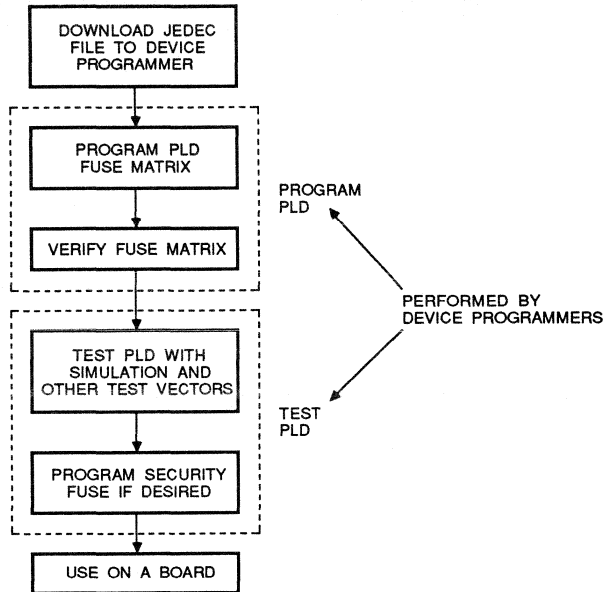 DOWNLOAD JEDEC
FILE TO DEVICE
PROGRAMMER
PROGRAM PLD
FUSE MATRIX
VERIFY FUSE MATRIX
PROGRAM
PLD
PERFORMED BY
DEVICE PROGRAMMERS
TEST PLD WITH
SIMULATION AND
OTHER TEST VECTORS
TEST
PLD
PROGRAM SECURITY
FUSE IF DESIRED
USE ON A BOARD